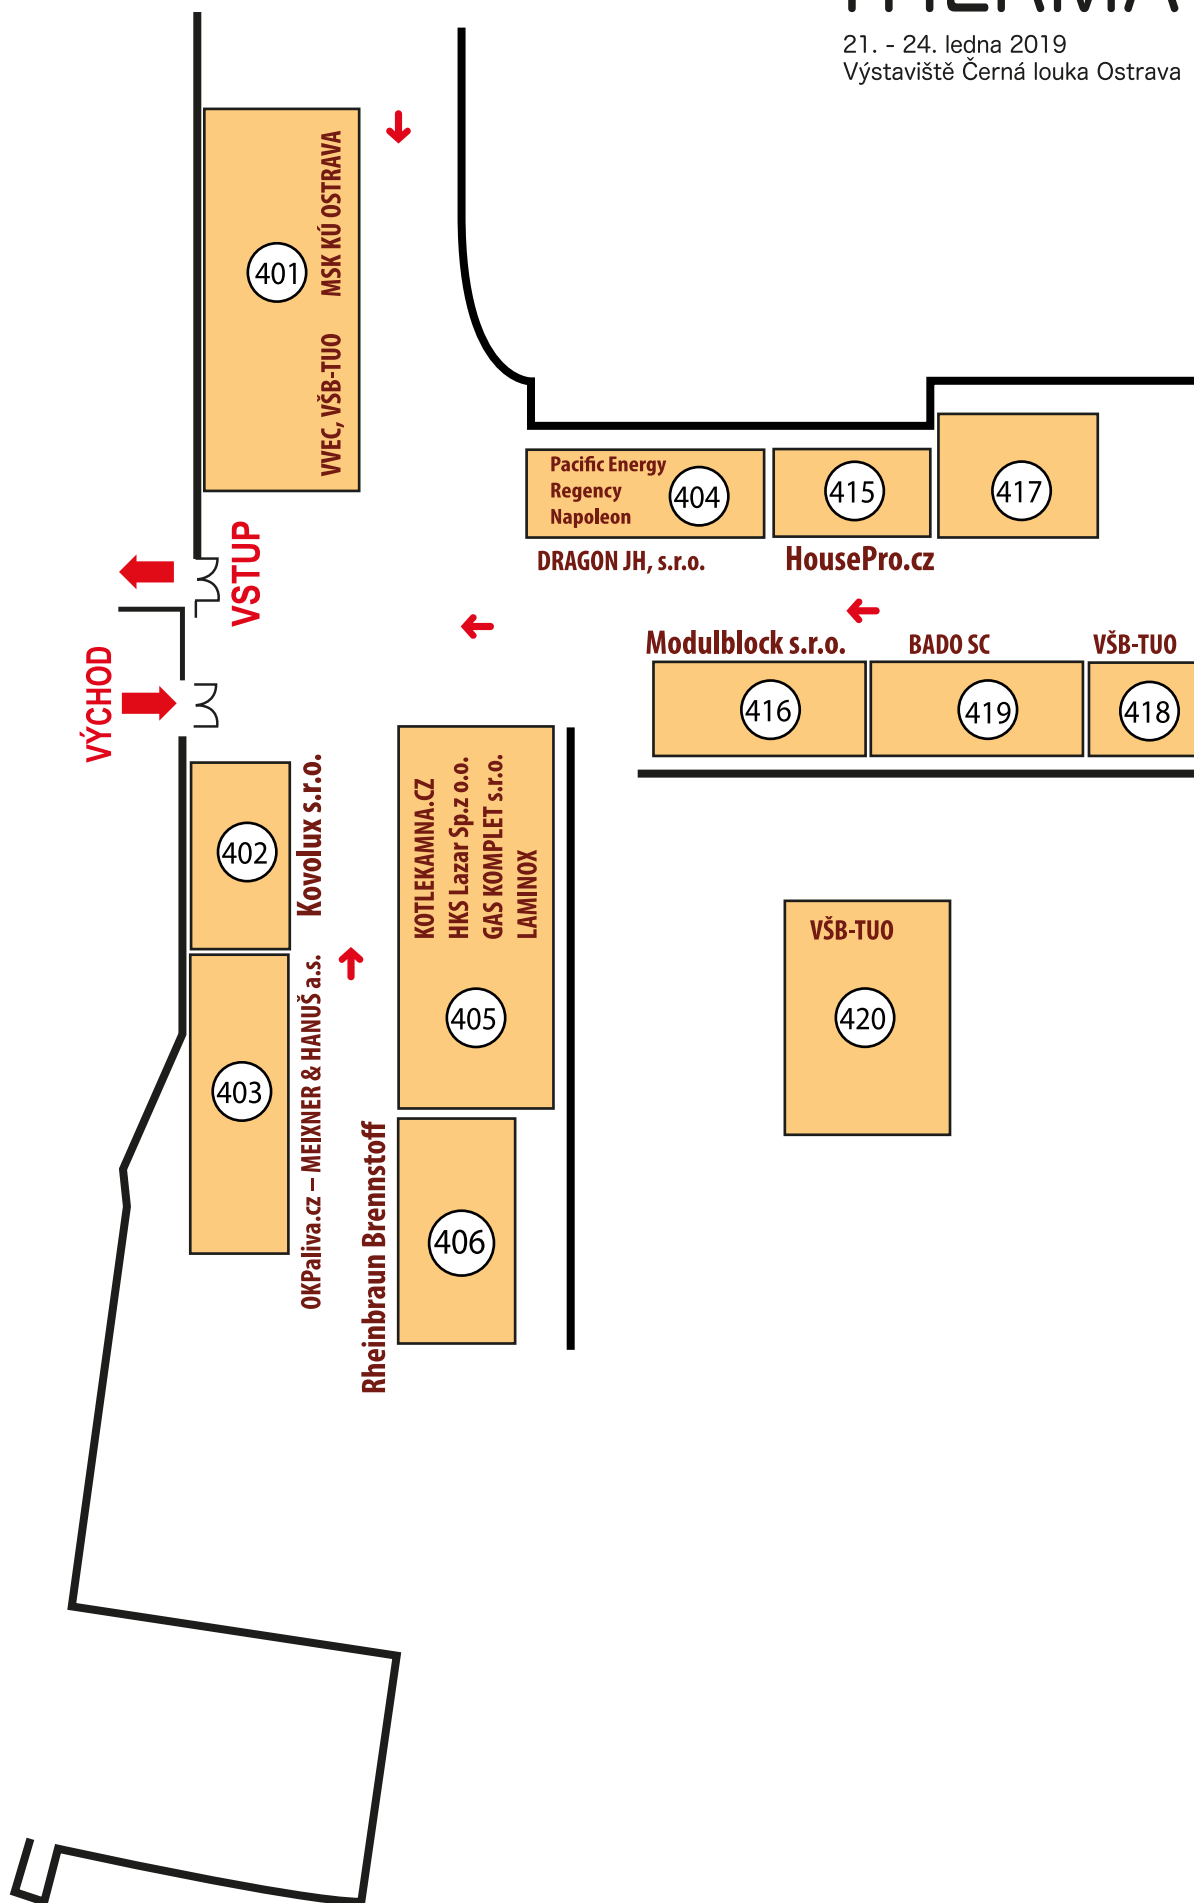 THERMA
21. - 24. ledna 2019
Výstaviště Černá louka Ostrava
401
MSK KÚ OSTRAVA
VVEC, VŠB-TUO
Pacific Energy
Regency
Napoleon
404
DRAGON JH, s.r.o.
415
HousePro.cz
417
VSTUP
VÝCHOD
Modulblock s.r.o.
416
BADO SC
419
VŠB-TUO
418
402
Kovolux s.r.o.
403
OKPaliva.cz – MEIXNER & HANUŠ a.s.
KOTLEKAMNA.CZ
HKS Lazar Sp.z o.o.
GAS KOMPLET s.r.o.
LAMINOX
405
Rheinbraun Brennstoff
406
VŠB-TUO
420